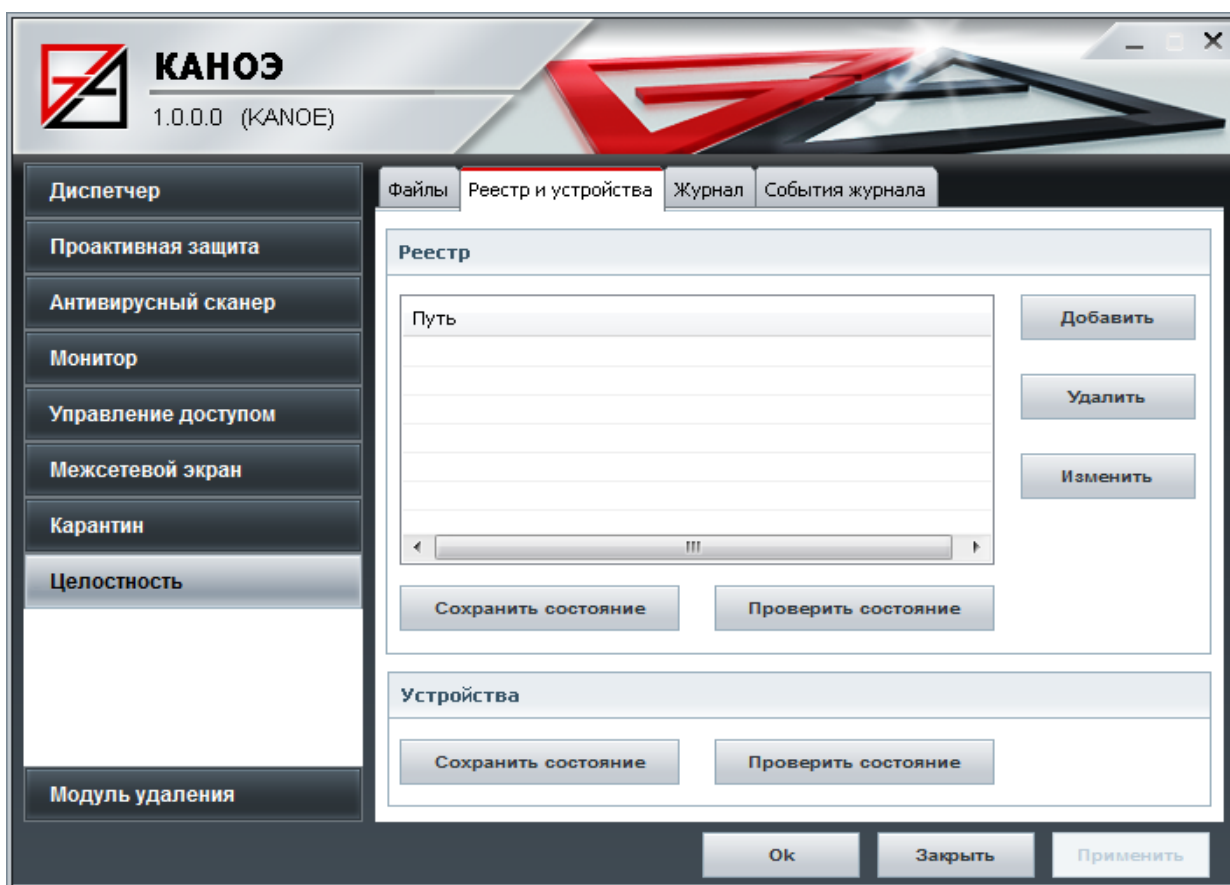 КАНОЭ
1.0.0.0 (KANOE)
Диспетчер
Проактивная защита
Антивирусный сканер
Монитор
Управление доступом
Межсетевой экран
Карантин
Целостность
Модуль удаления
Файлы Реестр и устройства Журнал События журнала
Реестр
Путь
Добавить
Удалить
Изменить
Сохранить состояние Проверить состояние
Устройства
Сохранить состояние Проверить состояние
Ok Закрыть Применить